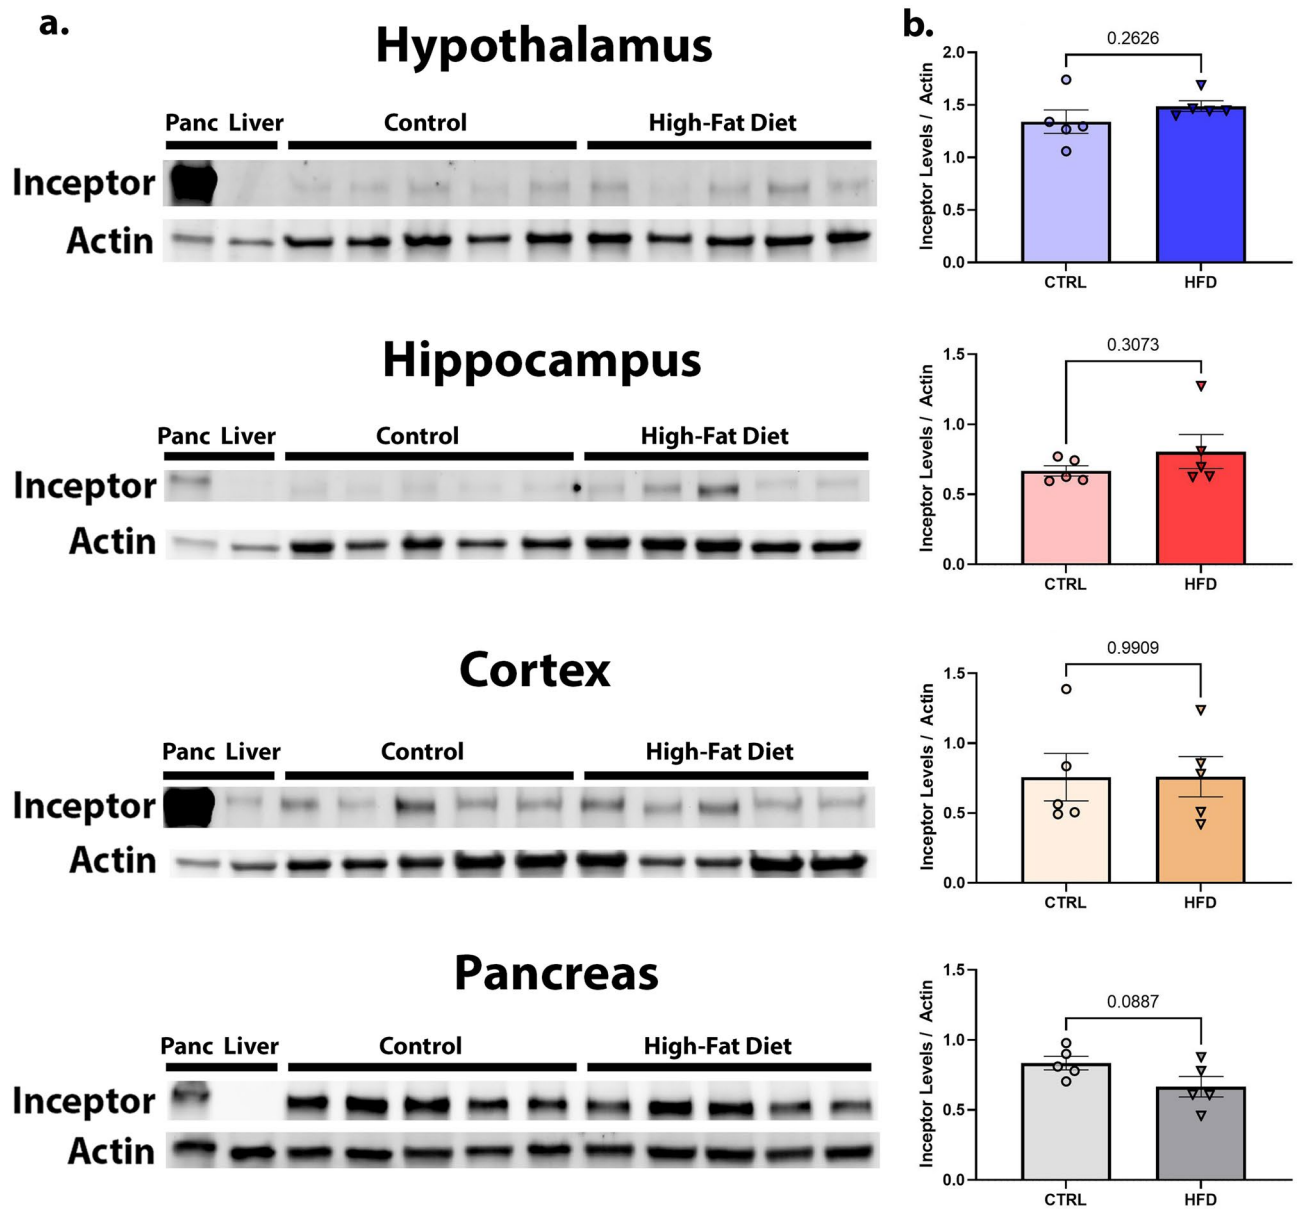 a.
Hypothalamus
Panc Liver Control High-Fat Diet
Inceptor
Actin
Hippocampus
Panc Liver Control High-Fat Diet
Inceptor
Actin
Cortex
Panc Liver Control High-Fat Diet
Inceptor
Actin
Pancreas
Panc Liver Control High-Fat Diet
Inceptor
Actin
b.
Inceptor Levels / Actin
0.2626
2.0
1.5
1.0
0.5
0.0
CTRL HFD
Inceptor Levels / Actin
0.3073
1.5
1.0
0.5
0.0
CTRL HFD
Inceptor Levels / Actin
0.9909
1.5
1.0
0.5
0.0
CTRL HFD
Inceptor Levels / Actin
0.0887
1.5
1.0
0.5
0.0
CTRL HFD